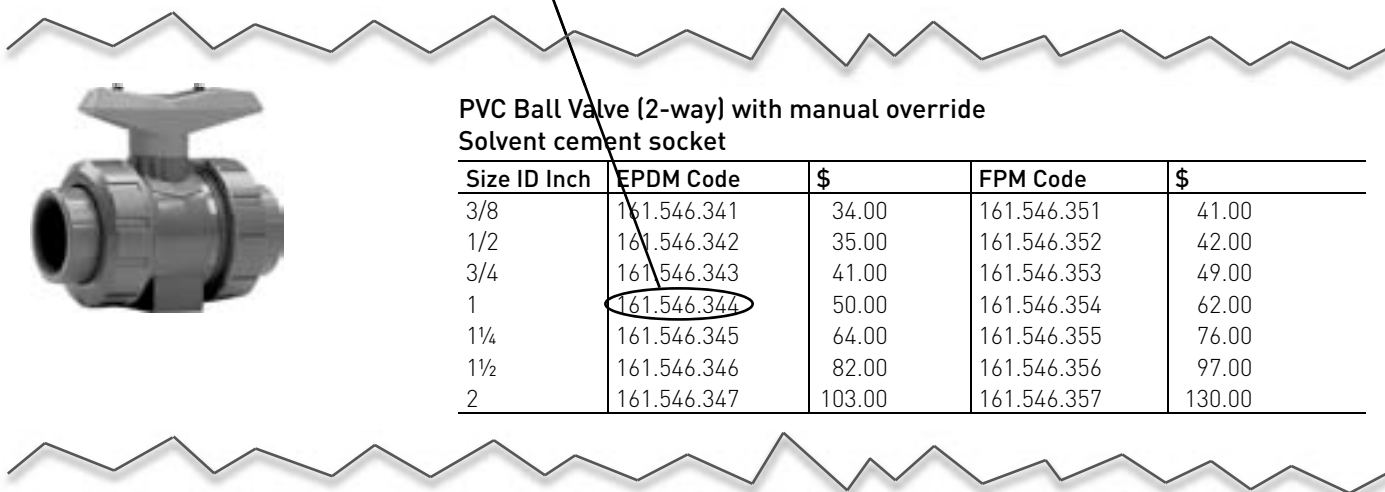 PVC Ball Valve (2-way) with manual override
Solvent cement socket
Size ID Inch EPDM Code $ FPM Code $
3/8 161.546.341 34.00 161.546.351 41.00
1/2 161.546.342 35.00 161.546.352 42.00
3/4 161.546.343 41.00 161.546.353 49.00
1 161.546.344 50.00 161.546.354 62.00
1¼ 161.546.345 64.00 161.546.355 76.00
1½ 161.546.346 82.00 161.546.356 97.00
2 161.546.347 103.00 161.546.357 130.00